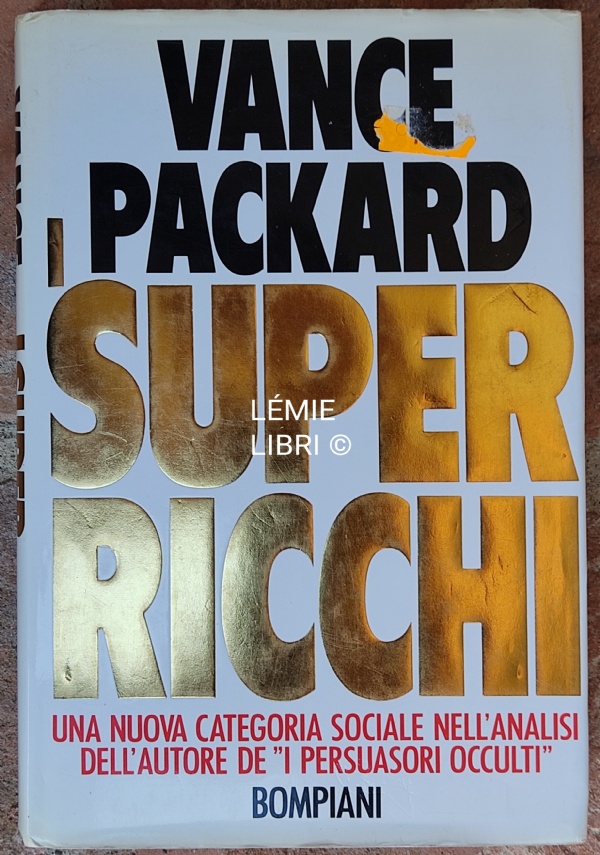 VANCE
PACKARD
I
SUPER
RICCHI
LÉMIE
LIBRI ©
UNA NUOVA CATEGORIA SOCIALE NELL'ANALISI
DELL'AUTORE DE "I PERSUASORI OCCULTI"
BOMPIANI